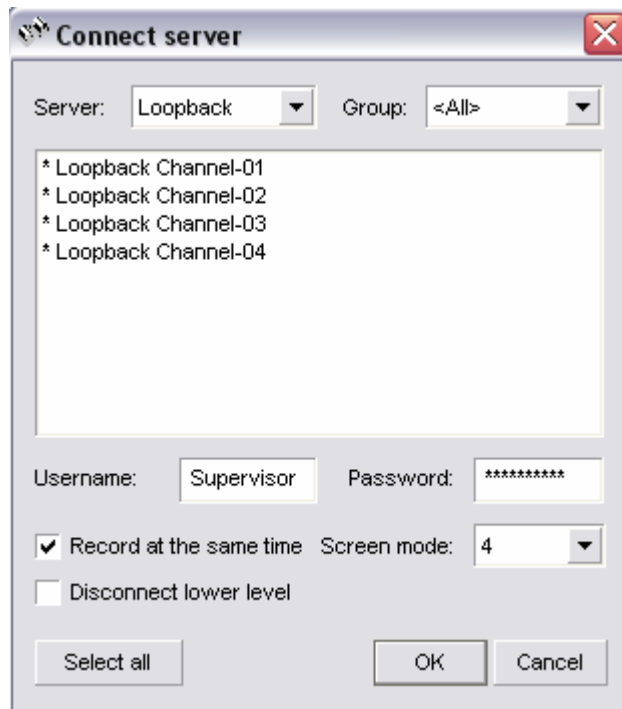 Connect server
Server: Loopback Group: <All>
* Loopback Channel-01
* Loopback Channel-02
* Loopback Channel-03
* Loopback Channel-04
Username: Supervisor Password: **********
Record at the same time Screen mode: 4
Disconnect lower level
Select all OK Cancel